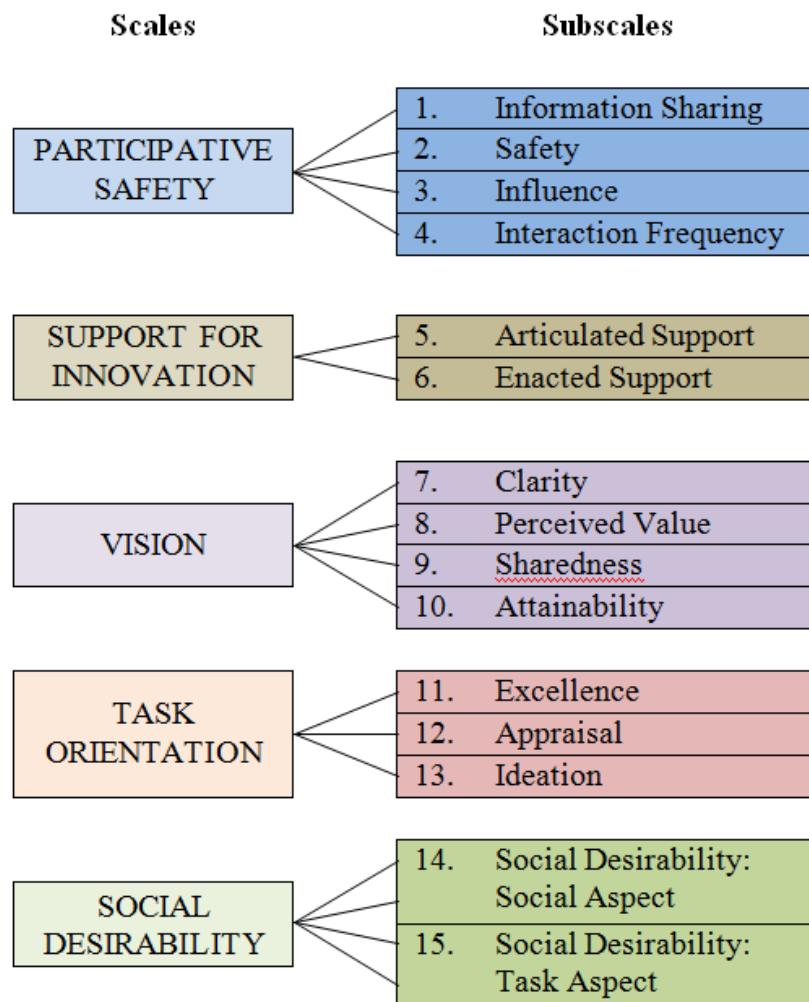 Scales Subscales
PARTICIPATIVE
SAFETY
1. Information Sharing
2. Safety
3. Influence
4. Interaction Frequency
SUPPORT FOR
INNOVATION
5. Articulated Support
6. Enacted Support
VISION
7. Clarity
8. Perceived Value
9. Sharedness
10. Attainability
TASK
ORIENTATION
11. Excellence
12. Appraisal
13. Ideation
SOCIAL
DESIRABILITY
14. Social Desirability:
Social Aspect
15. Social Desirability:
Task Aspect